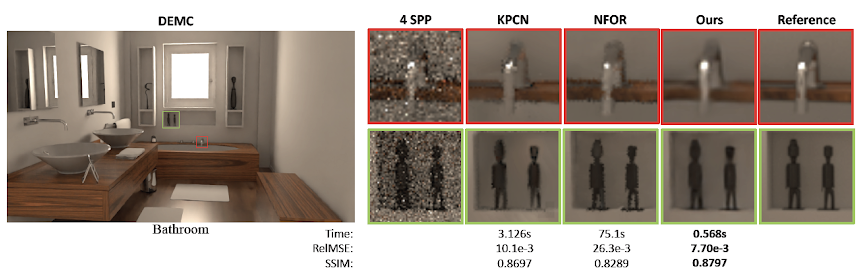 DEMC 4 SPP KPCN NFOR Ours Reference
Bathroom
Time: 3.126s 75.1s 0.568s
RelMSE: 10.1e-3 26.3e-3 7.70e-3
SSIM: 0.8697 0.8289 0.8797